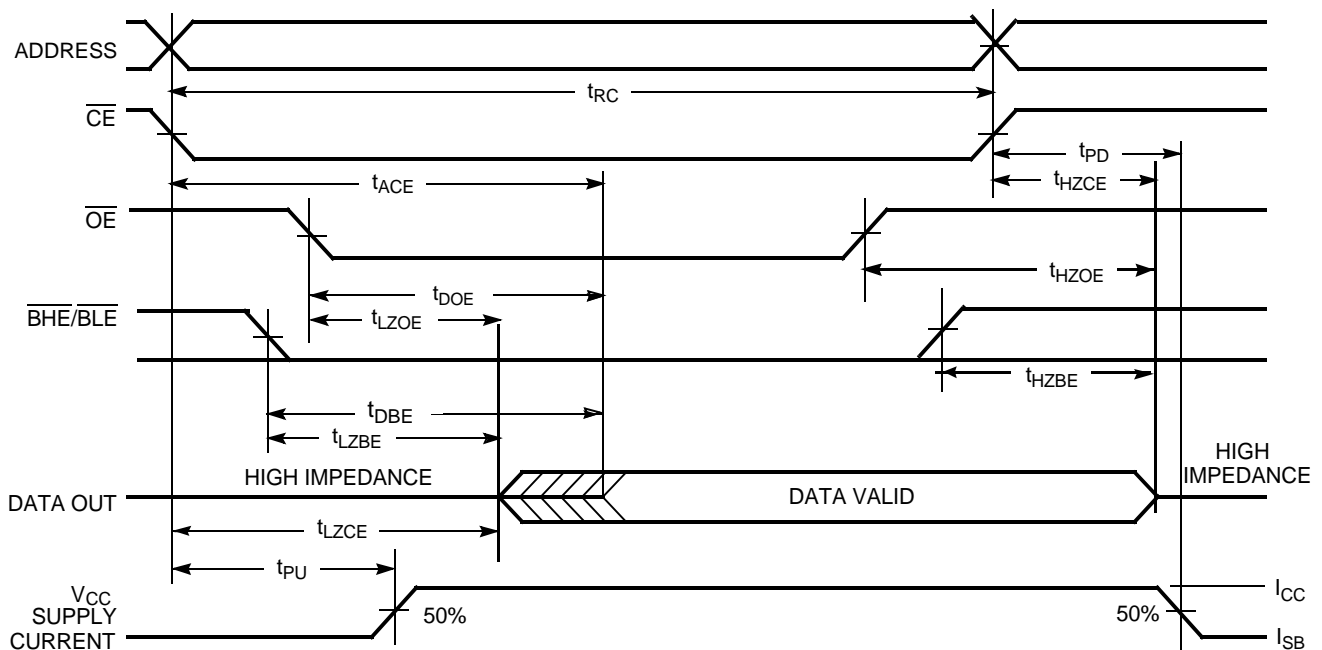 ADDRESS
tRC
CE
tPD
tACE
tHZCE
OE
tHZOE
tDOE
BHE/BLE
tLZOE
tHZBE
tDBE
tLZBE
HIGH IMPEDANCE
HIGH
IMPEDANCE
DATA OUT
DATA VALID
tLZCE
tPU
VCC
SUPPLY
CURRENT
50%
50%
ICC
ISB